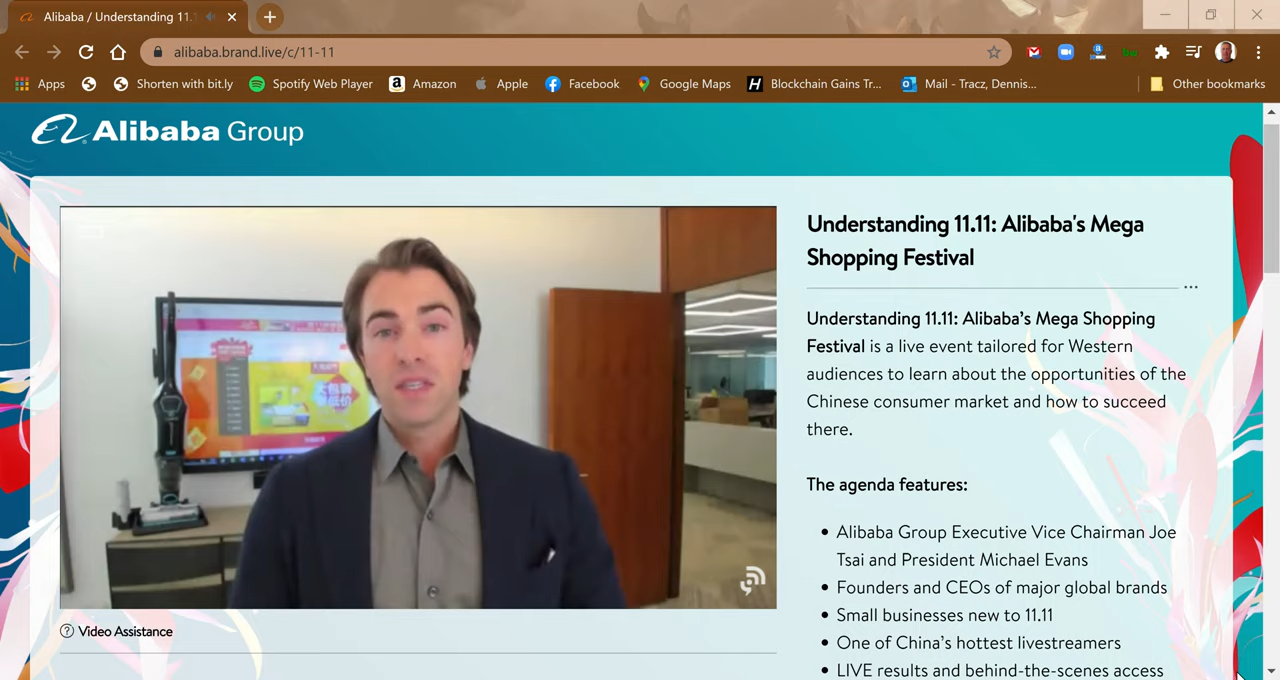 Alibaba / Understanding 11.1
alibaba.brand.live/c/11-11
Apps
Shorten with bit.ly
Spotify Web Player
Amazon
Apple
Facebook
Google Maps
Blockchain Gains Tr...
Mail - Tracz, Dennis...
Other bookmarks
Alibaba Group
Understanding 11.11: Alibaba's Mega
Shopping Festival
...
Understanding 11.11: Alibaba's Mega Shopping
Festival is a live event tailored for Western
audiences to learn about the opportunities of the
Chinese consumer market and how to succeed
there.
The agenda features:
• Alibaba Group Executive Vice Chairman Joe
Tsai and President Michael Evans
• Founders and CEOs of major global brands
• Small businesses new to 11.11
• One of China's hottest livestreamers
• LIVE results and behind-the-scenes access
? Video Assistance